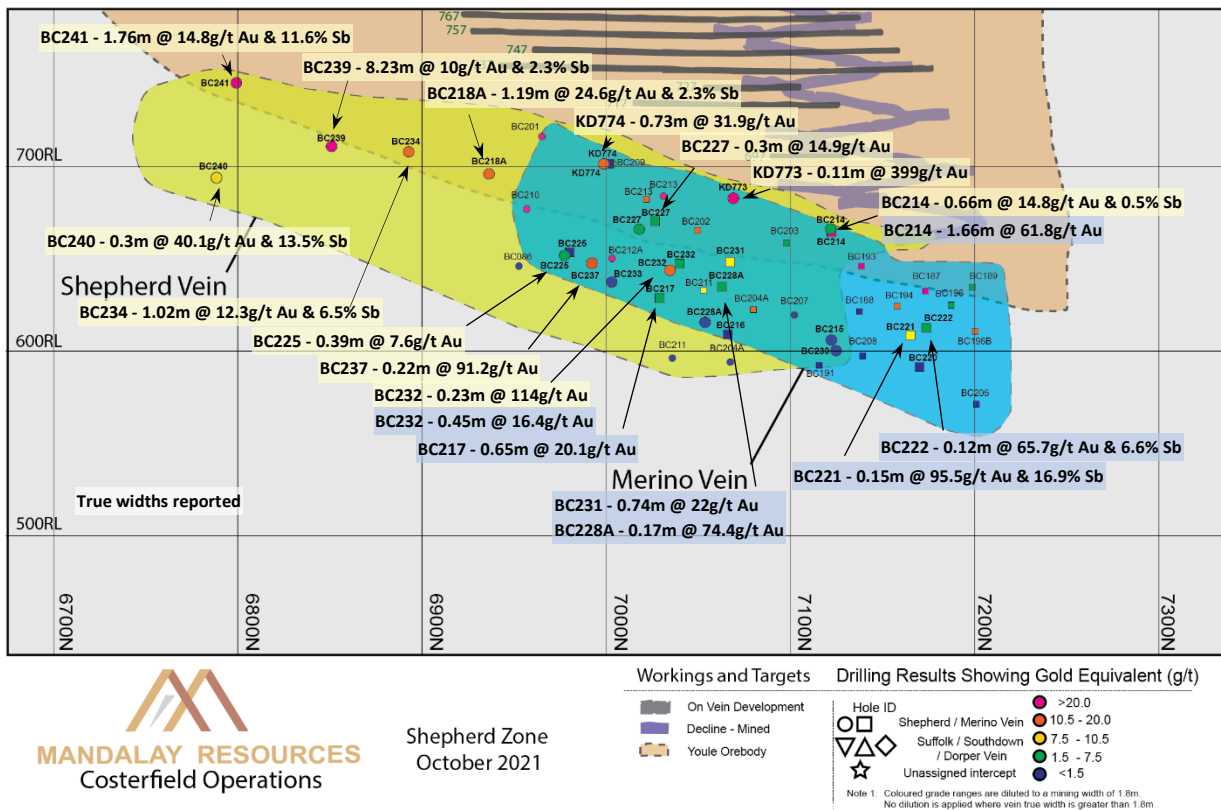 767
757
747
BC241 - 1.76m @ 14.8g/t Au & 11.6% Sb
BC239 - 8.23m @ 10g/t Au & 2.3% Sb
BC218A - 1.19m @ 24.6g/t Au & 2.3% Sb
KD774 - 0.73m @ 31.9g/t Au
BC227 - 0.3m @ 14.9g/t Au
KD773 - 0.11m @ 399g/t Au
BC214 - 0.66m @ 14.8g/t Au & 0.5% Sb
BC214 - 1.66m @ 61.8g/t Au
700RL
BC241
BC239
BC234
BC218A
BC240
BC201
KD774
KD774
BC209
BC210
BC213
BC213
KD773
BC227
BC227
BC202
BC214
BC214
BC203
BC225
BC225
BC086
BC212A
BC237
BC233
BC232
BC232
BC231
BC228A
BC217
BC211
BC228A
BC204A
BC216
BC207
BC193
BC187
BC189
BC188
BC194
BC196
BC221
BC222
BC196B
BC215
BC230
BC191
BC208
BC220
BC205
BC211
BC204A
BC240 - 0.3m @ 40.1g/t Au & 13.5% Sb
Shepherd Vein
BC234 - 1.02m @ 12.3g/t Au & 6.5% Sb
BC225 - 0.39m @ 7.6g/t Au
600RL
BC237 - 0.22m @ 91.2g/t Au
BC232 - 0.23m @ 114g/t Au
BC232 - 0.45m @ 16.4g/t Au
BC217 - 0.65m @ 20.1g/t Au
BC222 - 0.12m @ 65.7g/t Au & 6.6% Sb
BC221 - 0.15m @ 95.5g/t Au & 16.9% Sb
Merino Vein
True widths reported
BC231 - 0.74m @ 22g/t Au
BC228A - 0.17m @ 74.4g/t Au
500RL
6700N
6800N
6900N
7000N
7100N
7200N
7300N
MANDALAY RESOURCES
Costerfield Operations
Shepherd Zone
October 2021
Workings and Targets
On Vein Development
Decline - Mined
Youle Orebody
Drilling Results Showing Gold Equivalent (g/t)
Hole ID
Shepherd / Merino Vein
Suffolk / Southdown
/ Dorper Vein
Unassigned intercept
>20.0
10.5 - 20.0
7.5 - 10.5
1.5 - 7.5
<1.5
Note 1: Coloured grade ranges are diluted to a mining width of 1.8m.
No dilution is applied where vein true width is greater than 1.8m